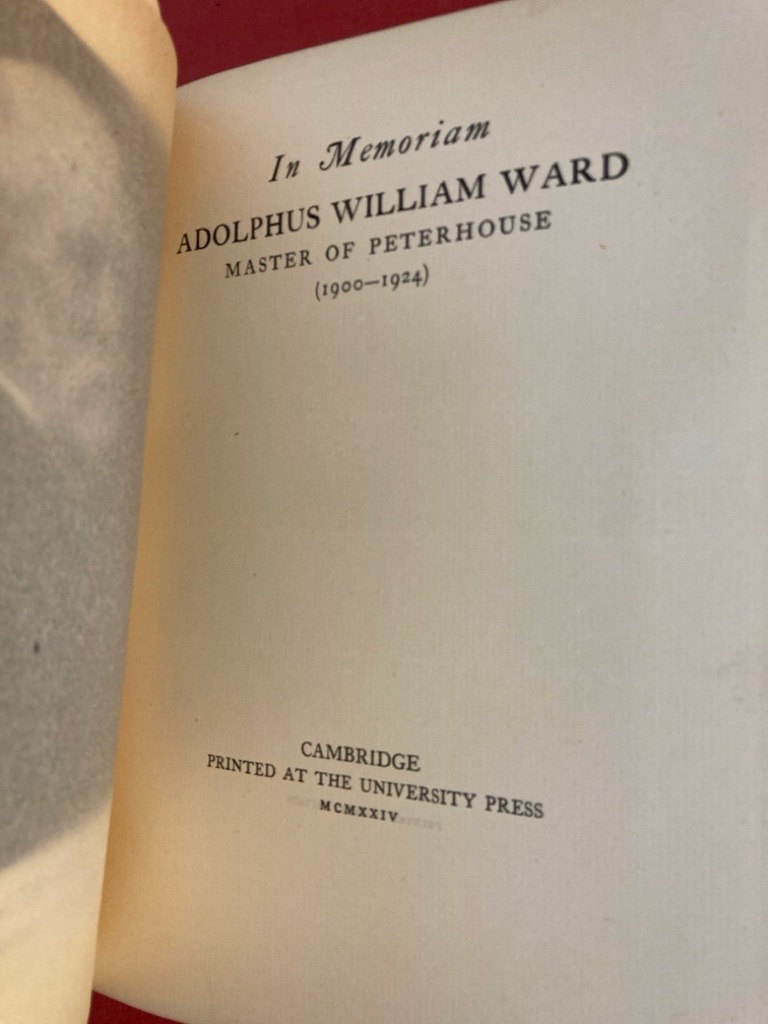 In Memoriam
ADOLPHUS WILLIAM WARD
MASTER OF PETERHOUSE
(1900—1924)
CAMBRIDGE
PRINTED AT THE UNIVERSITY PRESS
MCMXXIV